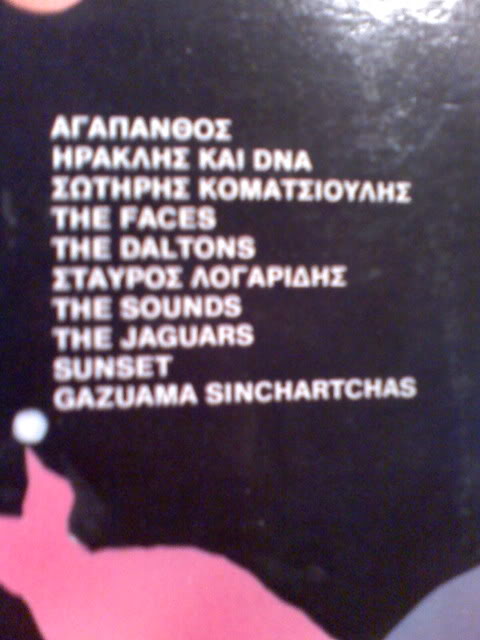 ΑΓΑΠΑΝΘΟΣ
ΗΡΑΚΛΗΣ ΚΑΙ DNA
ΣΩΤΗΡΗΣ ΚΟΜΑΤΣΙΟΥΛΗΣ
THE FACES
THE DALTONS
ΣΤΑΥΡΟΣ ΛΟΓΑΡΙΔΗΣ
THE SOUNDS
THE JAGUARS
SUNSET
GAZUAMA SINCHARTCHAS